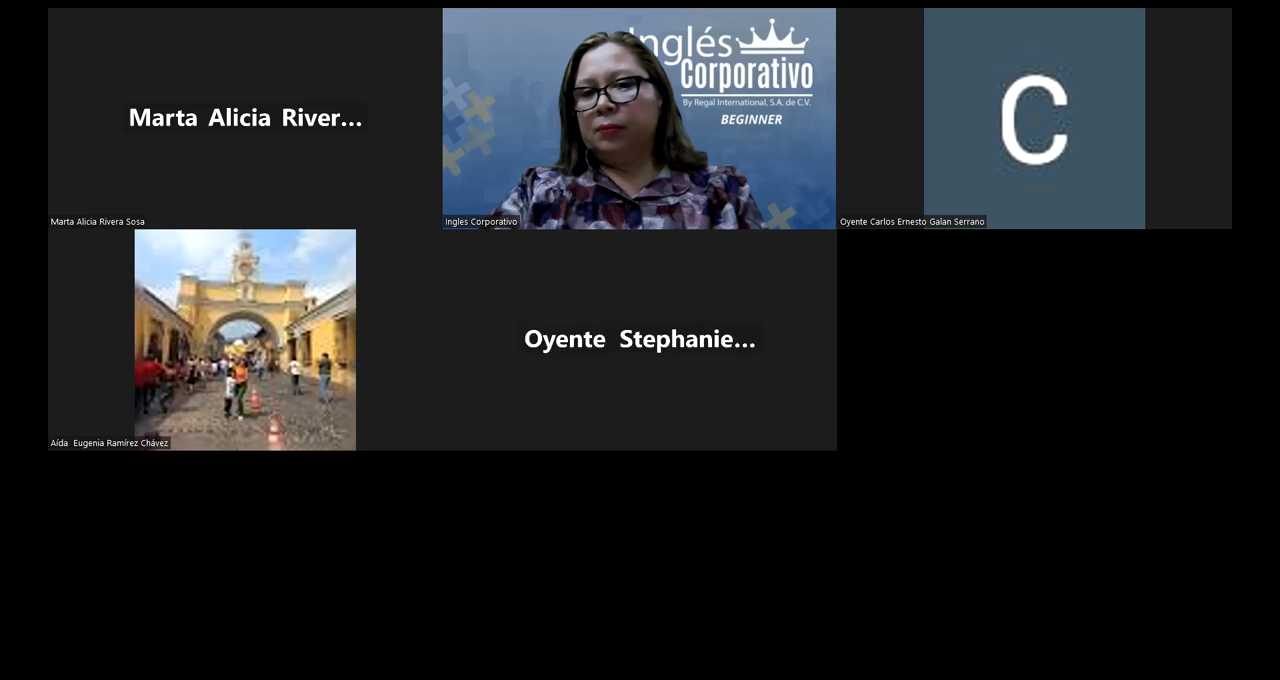 Marta Alicia River...
Marta Alicia Rivera Sosa
Inglés
Corporativo
By Regal International, S.A. de C.V.
BEGINNER
Ingles Corporativo
C
Oyente Carlos Ernesto Galan Serrano
Aída Eugenia Ramírez Chávez
Oyente Stephanie...